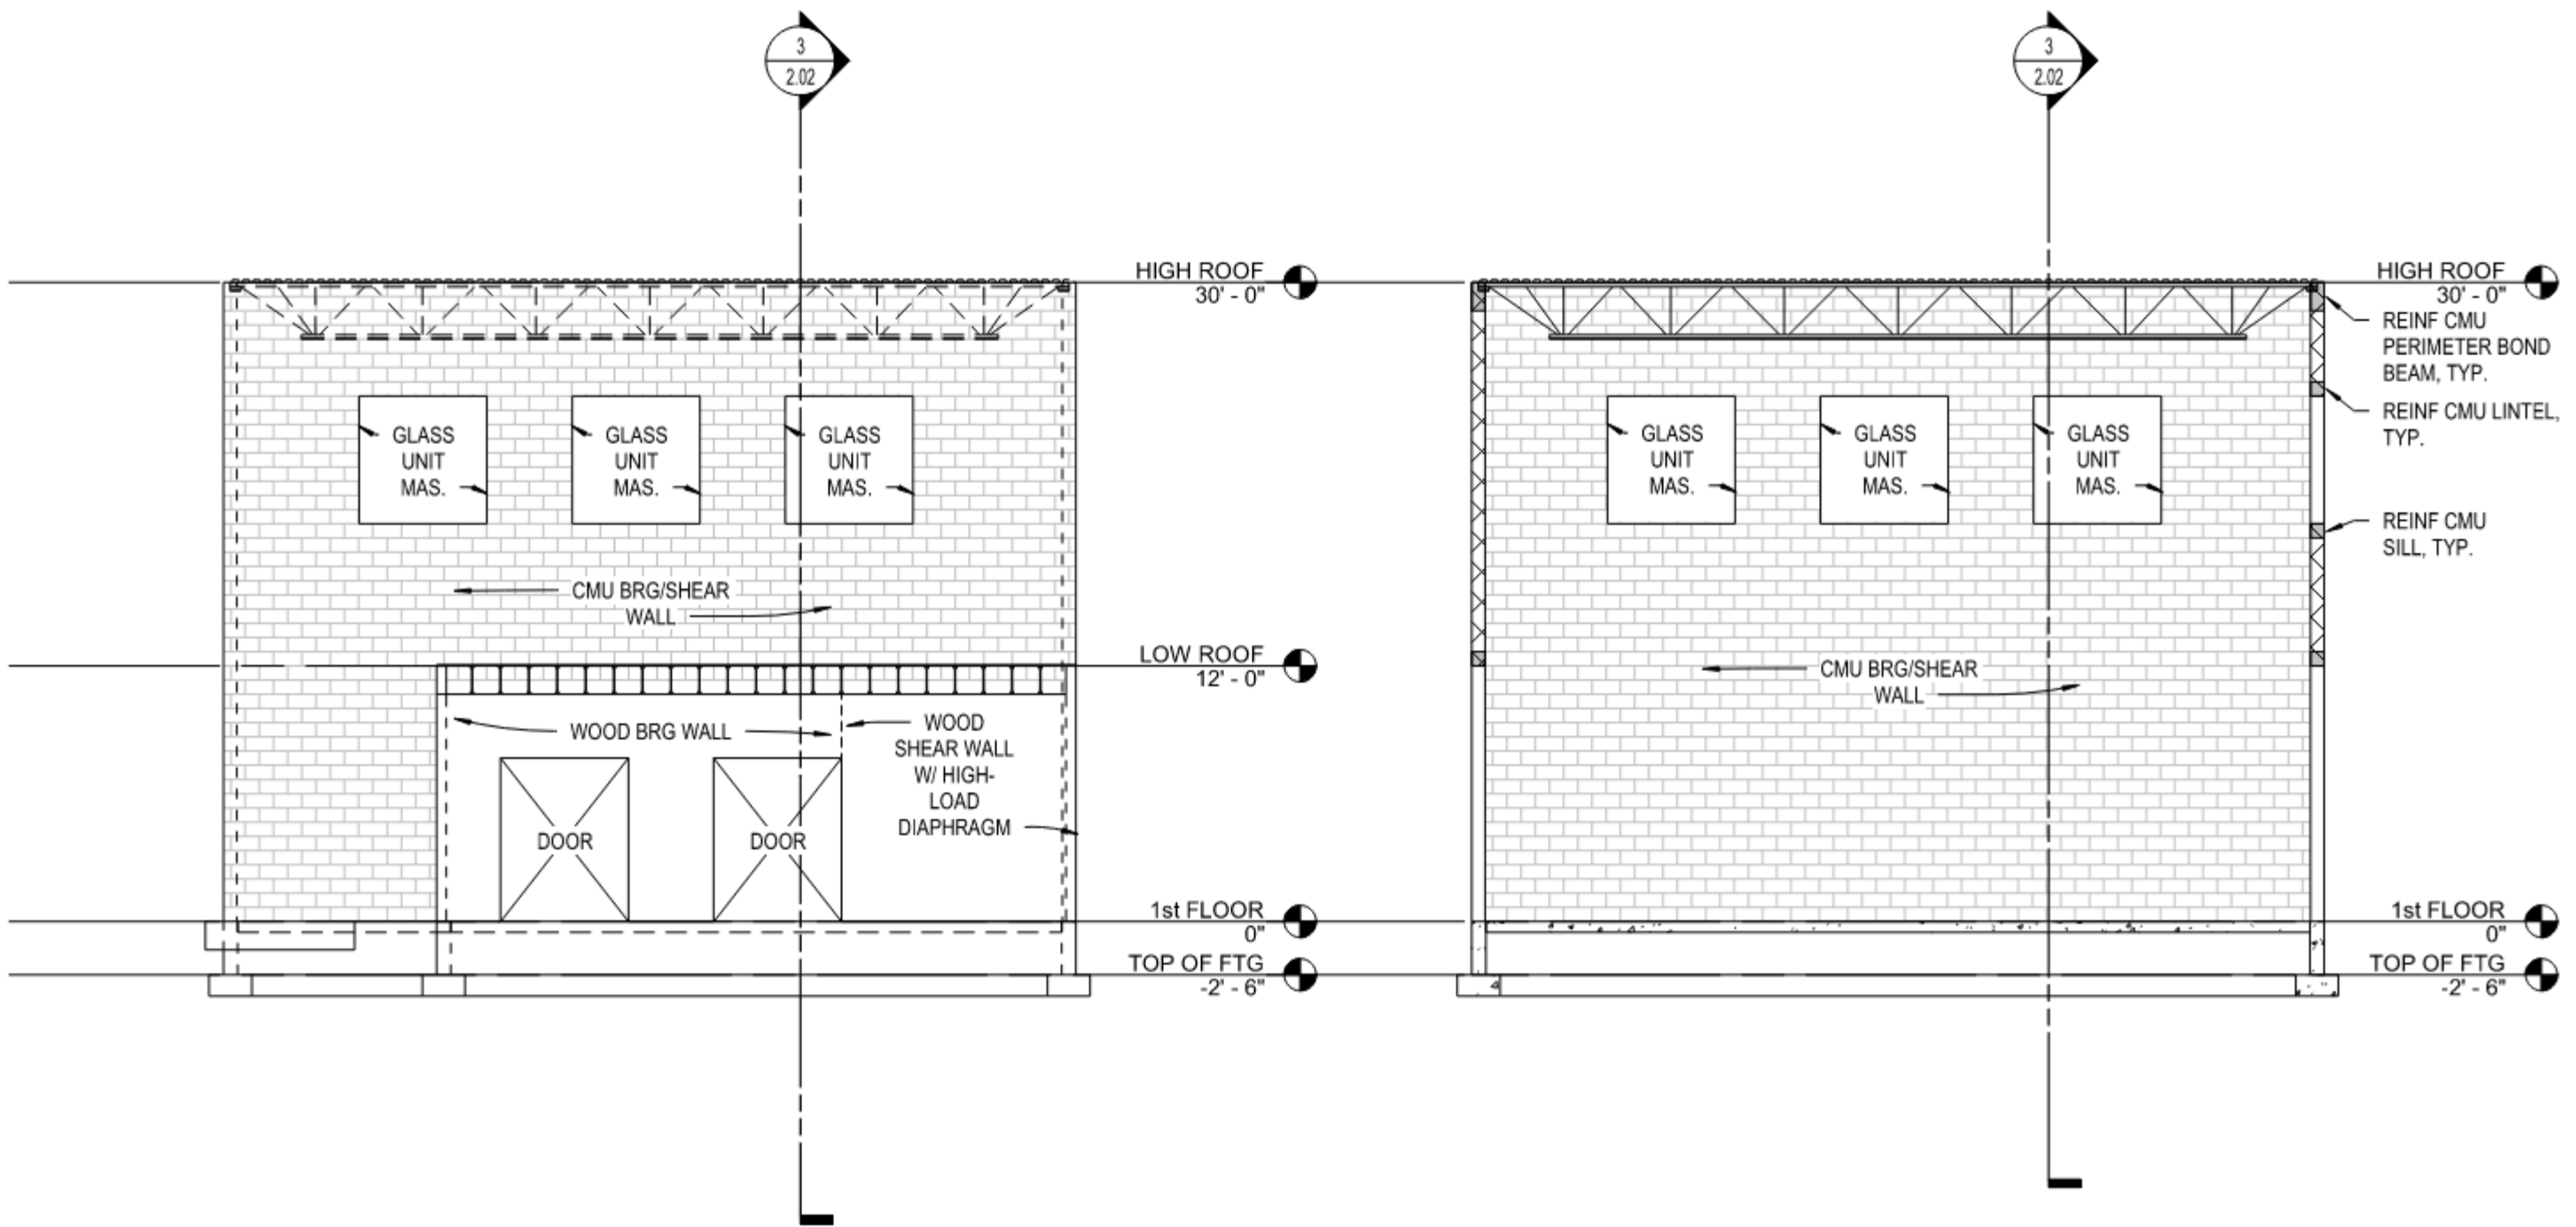 3
2.02
3
2.02
HIGH ROOF
30' - 0"
HIGH ROOF
30' - 0"
REINF CMU
PERIMETER BOND
BEAM, TYP.
REINF CMU LINTEL,
TYP.
GLASS
UNIT
MAS.
GLASS
UNIT
MAS.
GLASS
UNIT
MAS.
GLASS
UNIT
MAS.
GLASS
UNIT
MAS.
GLASS
UNIT
MAS.
REINF CMU
SILL, TYP.
CMU BRG/SHEAR
WALL
LOW ROOF
12' - 0"
CMU BRG/SHEAR
WALL
WOOD BRG WALL
WOOD
SHEAR WALL
W/ HIGH-
LOAD
DIAPHRAGM
DOOR
DOOR
1st FLOOR
0"
1st FLOOR
0"
TOP OF FTG
-2' - 6"
TOP OF FTG
-2' - 6"